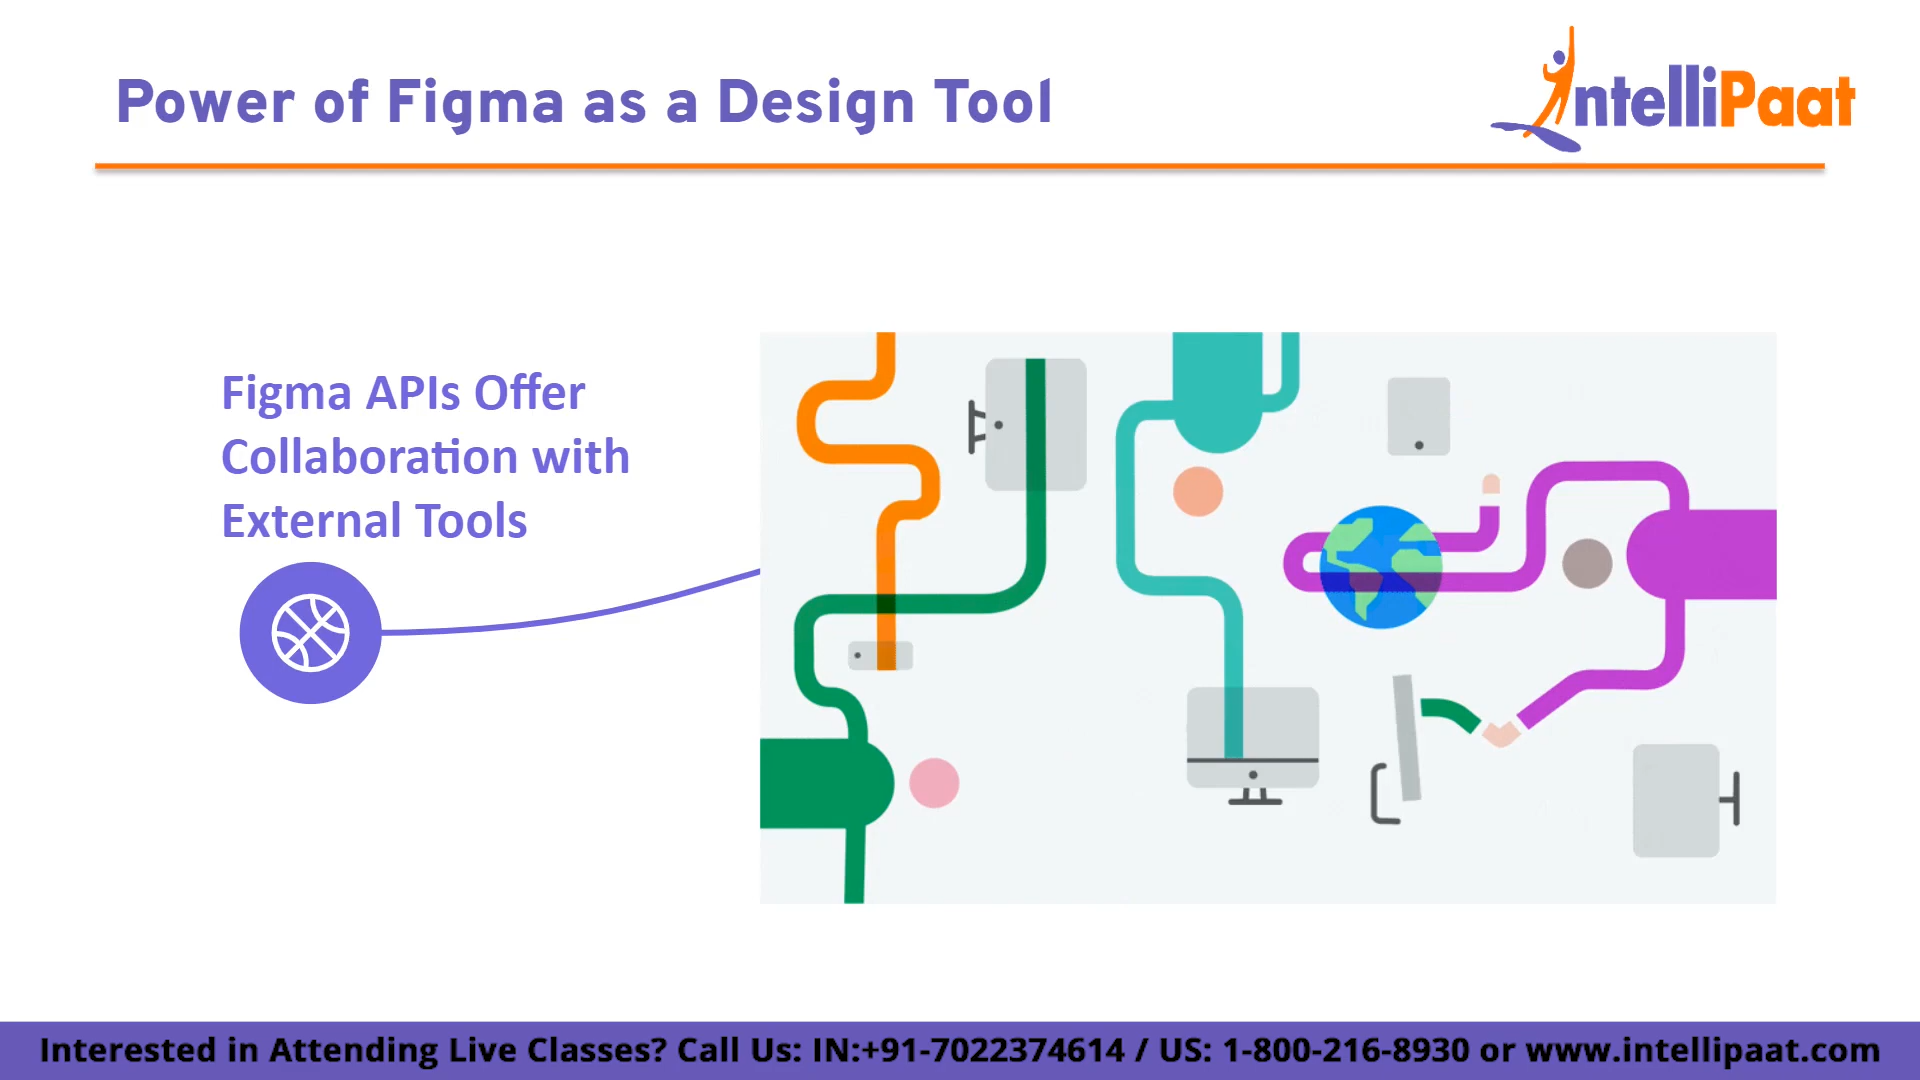 Power of Figma as a Design Tool
IntelliPaat
Figma APIs Offer
Collaboration with
External Tools
Interested in Attending Live Classes? Call Us: IN:+91-7022374614 / US: 1-800-216-8930 or www.intellipaat.com